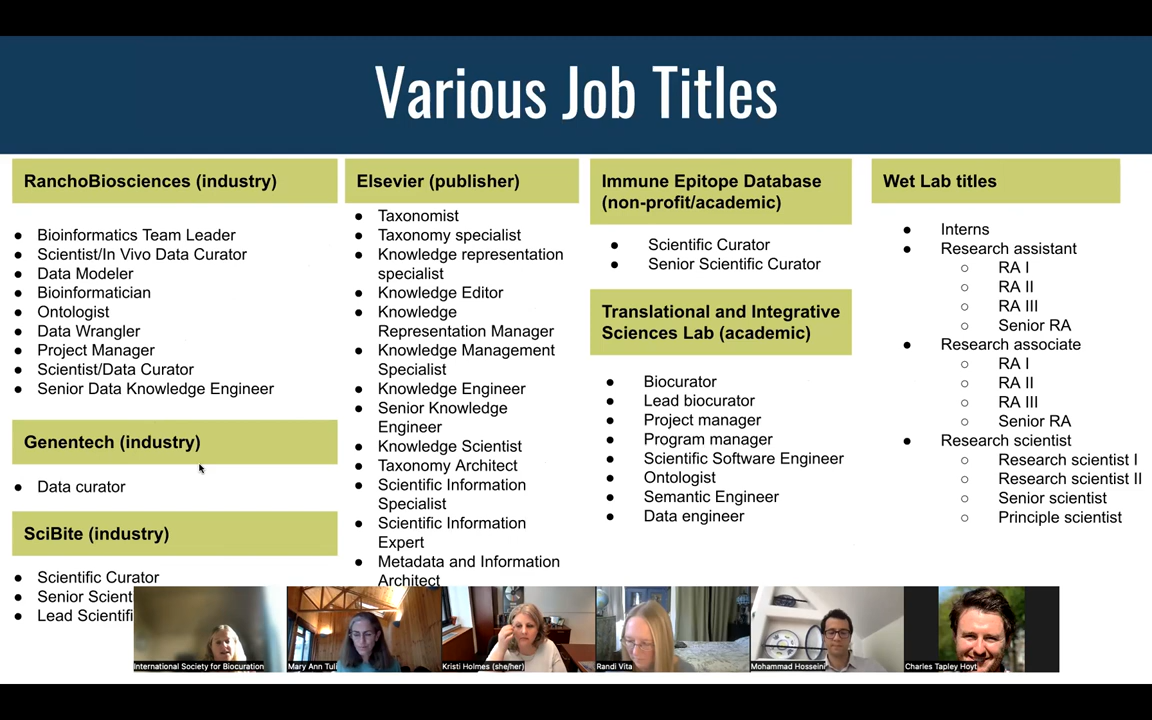 Various Job Titles
RanchoBiosciences (industry)
● Bioinformatics Team Leader
● Scientist/In Vivo Data Curator
● Data Modeler
● Bioinformatician
● Ontologist
● Data Wrangler
● Project Manager
● Scientist/Data Curator
● Senior Data Knowledge Engineer
Genentech (industry)
● Data curator
SciBite (industry)
● Scientific Curator
● Senior Scient
● Lead Scientifi
Elsevier (publisher)
● Taxonomist
● Taxonomy specialist
● Knowledge representation
specialist
● Knowledge Editor
● Knowledge
Representation Manager
● Knowledge Management
Specialist
● Knowledge Engineer
● Senior Knowledge
Engineer
● Knowledge Scientist
● Taxonomy Architect
● Scientific Information
Specialist
● Scientific Information
Expert
● Metadata and Information
Architect
Immune Epitope Database
(non-profit/academic)
● Scientific Curator
● Senior Scientific Curator
Translational and Integrative
Sciences Lab (academic)
● Biocurator
● Lead biocurator
● Project manager
● Program manager
● Scientific Software Engineer
● Ontologist
● Semantic Engineer
● Data engineer
Wet Lab titles
● Interns
● Research assistant
○ RA I
○ RA II
○ RA III
○ Senior RA
● Research associate
○ RA I
○ RA II
○ RA III
○ Senior RA
● Research scientist
○ Research scientist I
○ Research scientist II
○ Senior scientist
○ Principle scientist
International Society for Biocuration
Mary Ann Tuli
Kristi Holmes (she/her)
Randi Vita
Mohammad Hosseini
Charles Tapley Hoyt